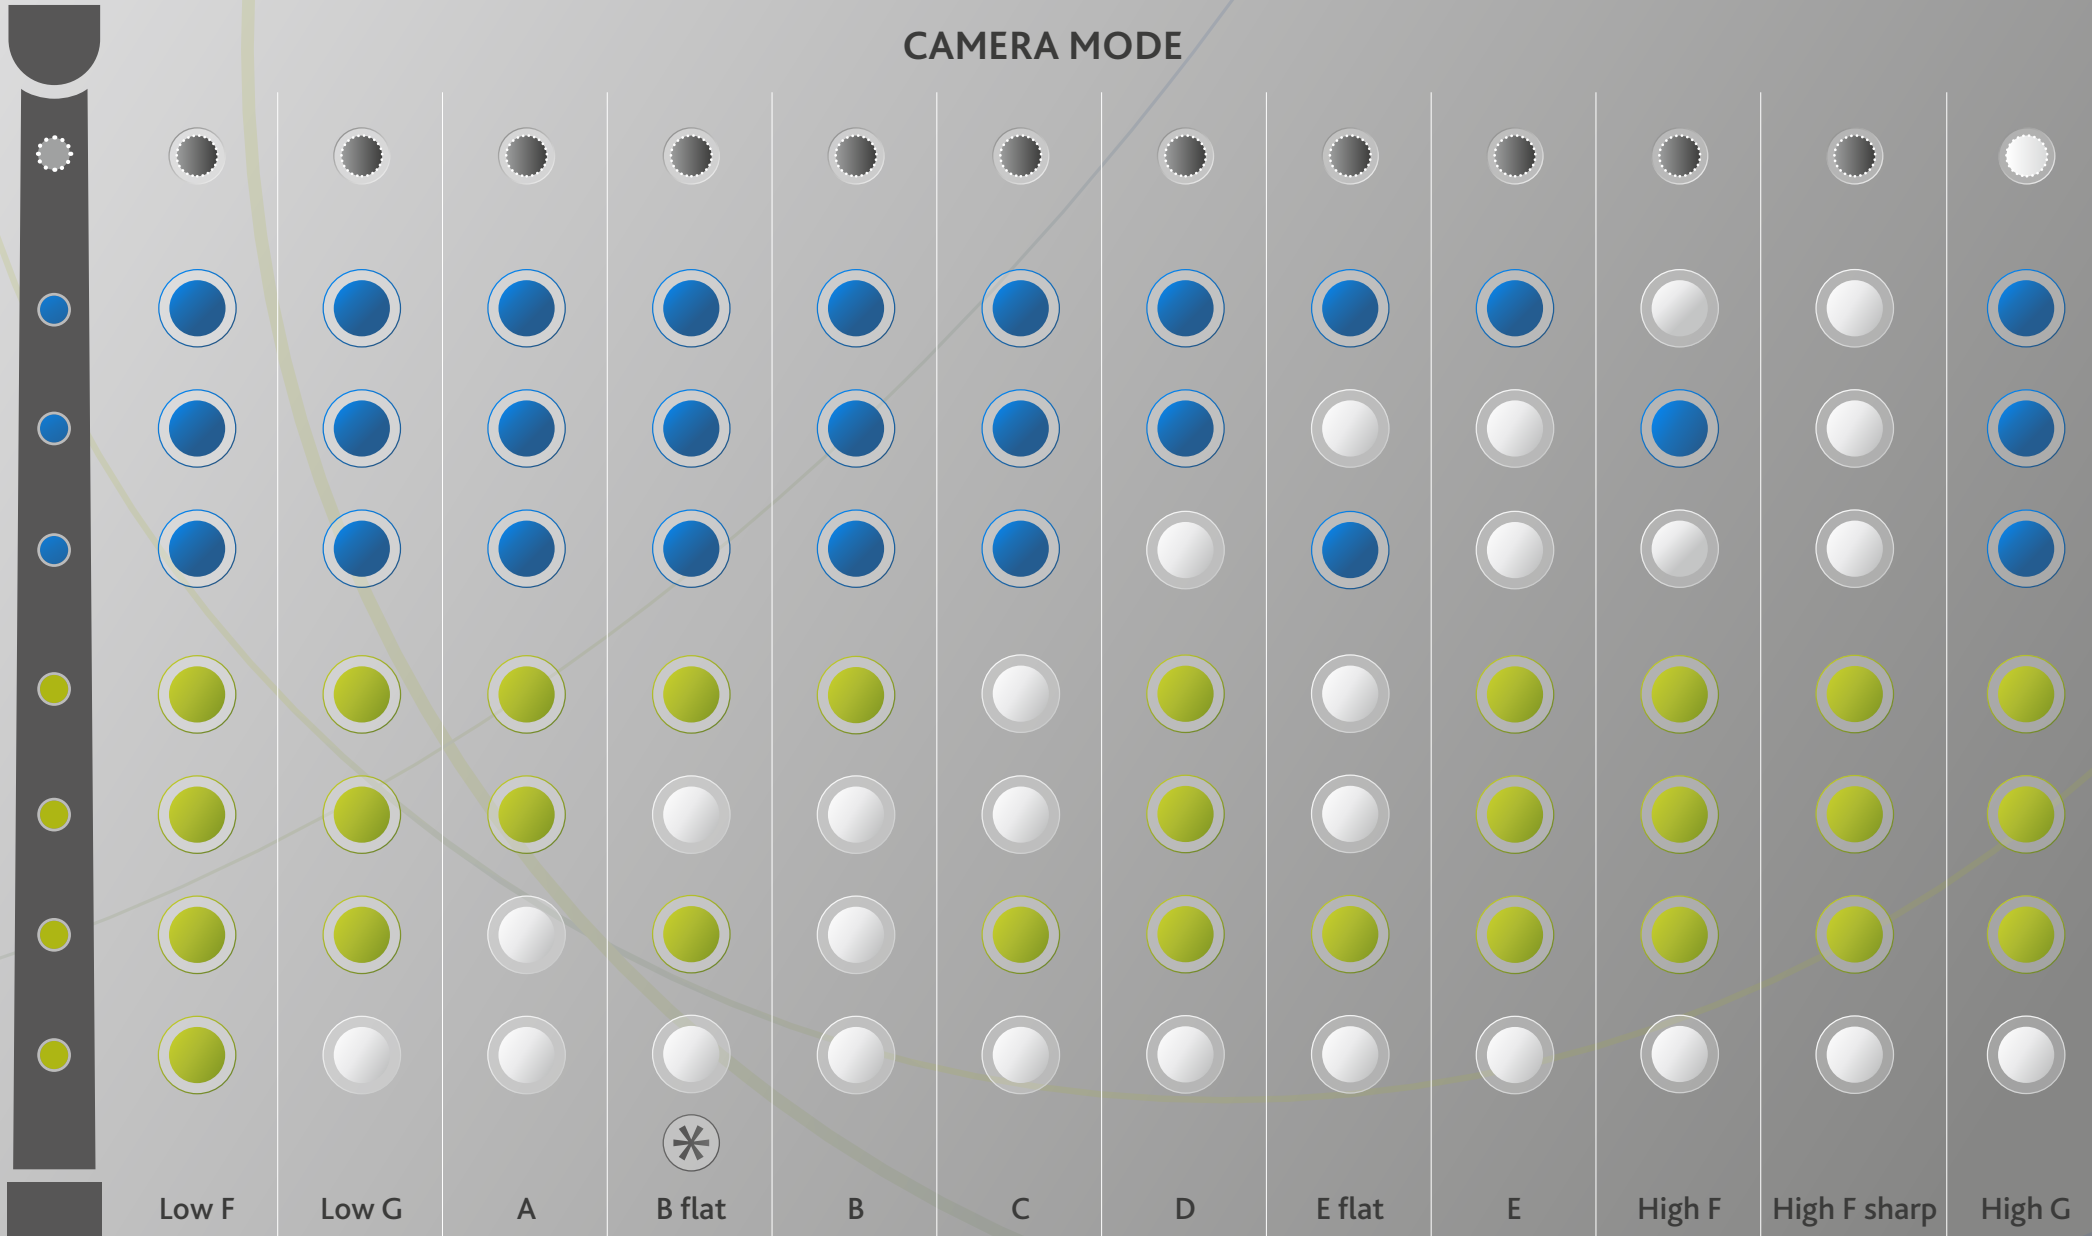 CAMERA MODE
*
Low F
Low G
A
B flat
B
C
D
E flat
E
High F
High F sharp
High G